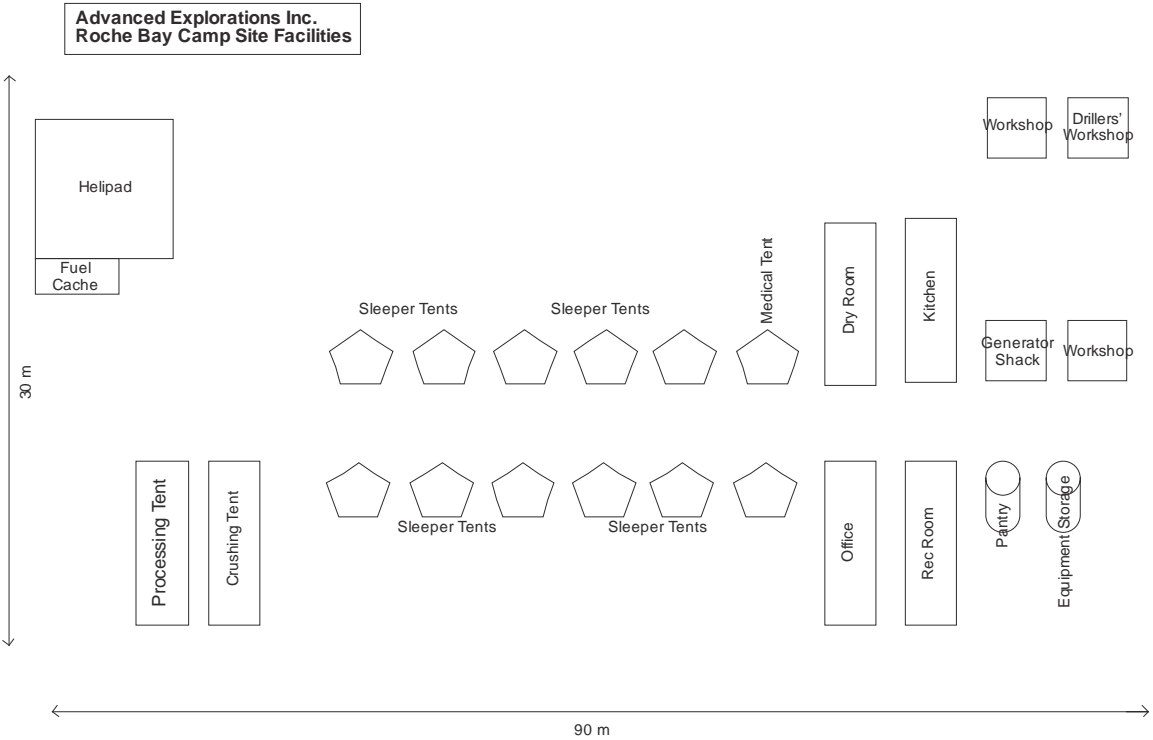 Advanced Explorations Inc.
Roche Bay Camp Site Facilities
Workshop
Drillers'
Workshop
Helipad
Fuel
Cache
Sleeper Tents
Sleeper Tents
Medical Tent
Dry Room
Kitchen
Generator
Shack
Workshop
30 m
Processing Tent
Crushing Tent
Sleeper Tents
Sleeper Tents
Office
Rec Room
Pantry
Equipment Storage
90 m